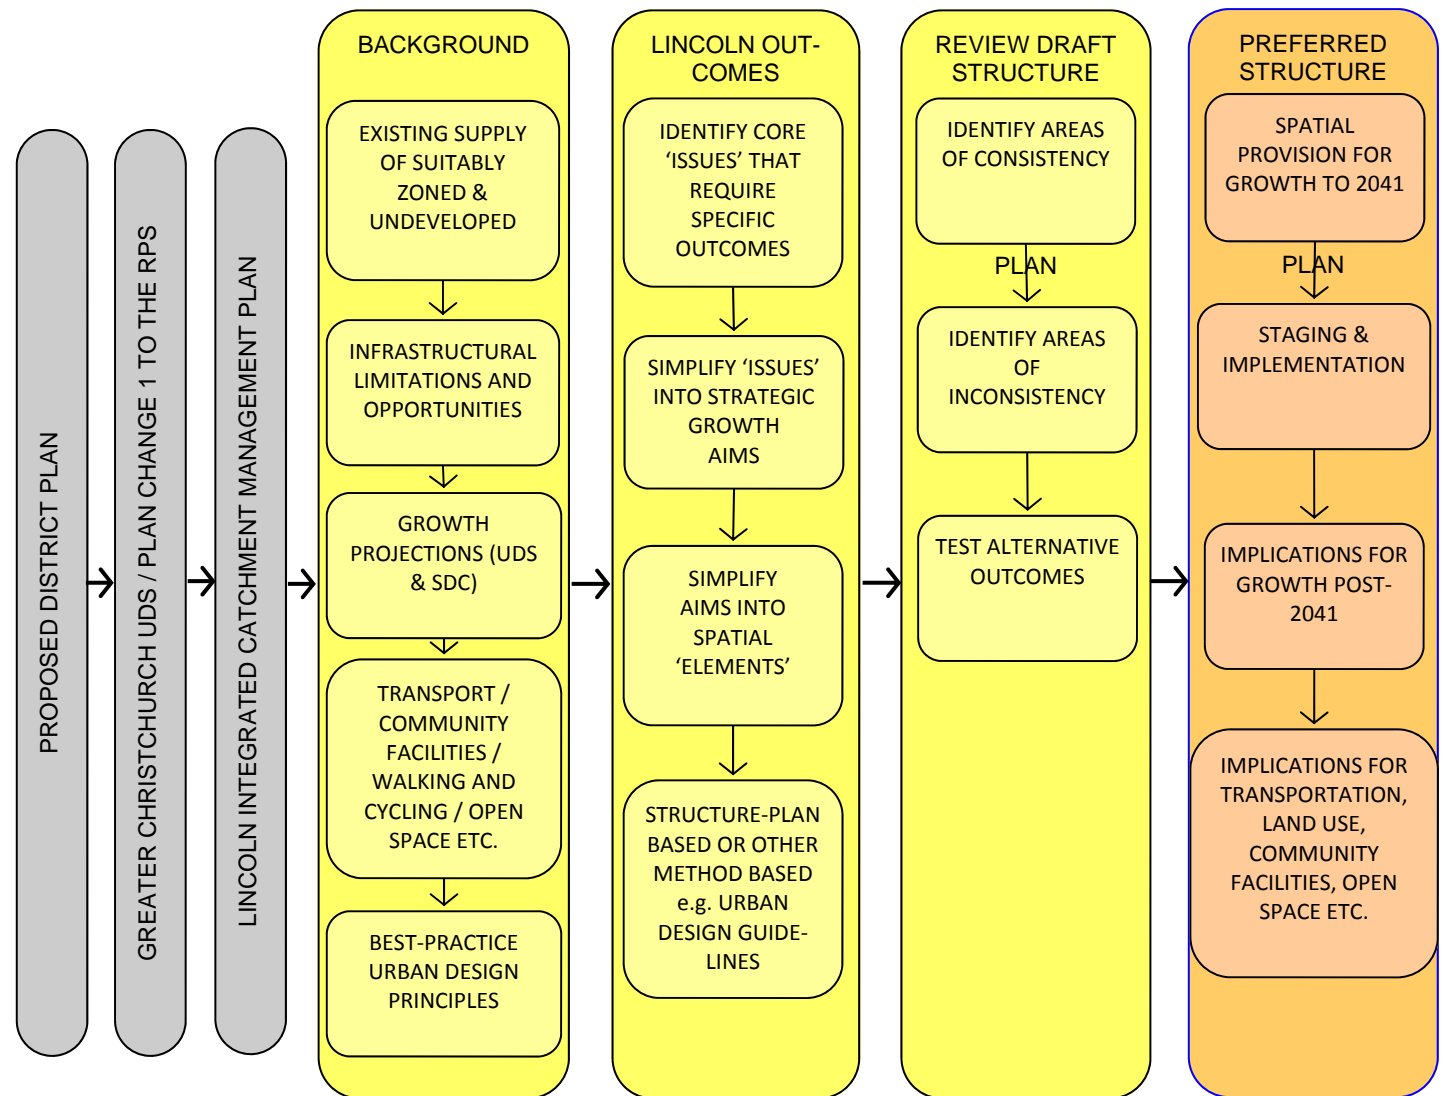 PROPOSED DISTRICT PLAN
GREATER CHRISTCHURCH UDS / PLAN CHANGE 1 TO THE RPS
LINCOLN INTEGRATED CATCHMENT MANAGEMENT PLAN
BACKGROUND
EXISTING SUPPLY
OF SUITABLY
ZONED &
UNDEVELOPED
INFRASTRUCTURAL
LIMITATIONS AND
OPPORTUNITIES
GROWTH
PROJECTIONS (UDS
& SDC)
TRANSPORT /
COMMUNITY
FACILITIES /
WALKING AND
CYCLING / OPEN
SPACE ETC.
BEST-PRACTICE
URBAN DESIGN
PRINCIPLES
LINCOLN OUT-
COMES
IDENTIFY CORE
‘ISSUES’ THAT
REQUIRE
SPECIFIC
OUTCOMES
SIMPLIFY ‘ISSUES’
INTO STRATEGIC
GROWTH
AIMS
SIMPLIFY
AIMS INTO
SPATIAL
‘ELEMENTS’
STRUCTURE-PLAN
BASED OR OTHER
METHOD BASED
e.g. URBAN
DESIGN GUIDE-
LINES
REVIEW DRAFT
STRUCTURE
IDENTIFY AREAS
OF CONSISTENCY
PLAN
IDENTIFY AREAS
OF
INCONSISTENCY
TEST ALTERNATIVE
OUTCOMES
PREFERRED
STRUCTURE
SPATIAL
PROVISION FOR
GROWTH TO 2041
PLAN
STAGING &
IMPLEMENTATION
IMPLICATIONS FOR
GROWTH POST-
2041
IMPLICATIONS FOR
TRANSPORTATION,
LAND USE,
COMMUNITY
FACILITIES, OPEN
SPACE ETC.